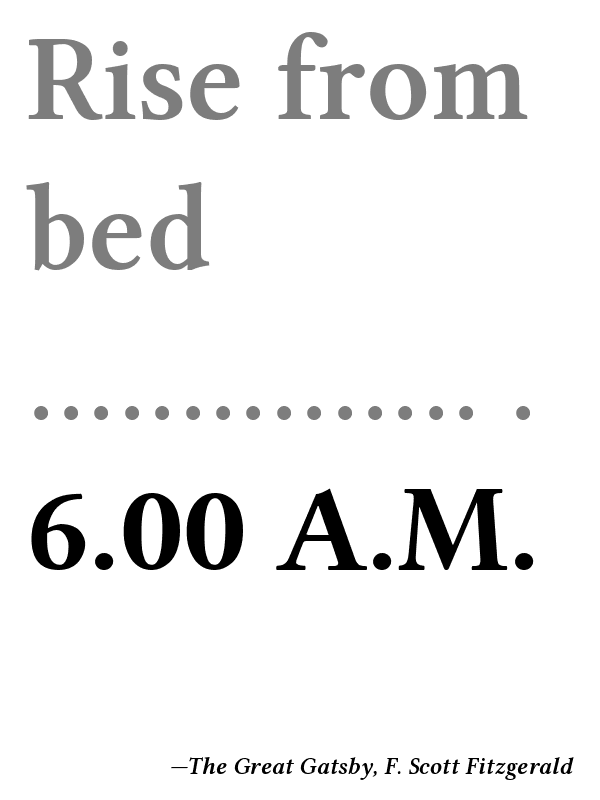 Rise from
bed
............... .
6.00 A.M.
—The Great Gatsby, F. Scott Fitzgerald